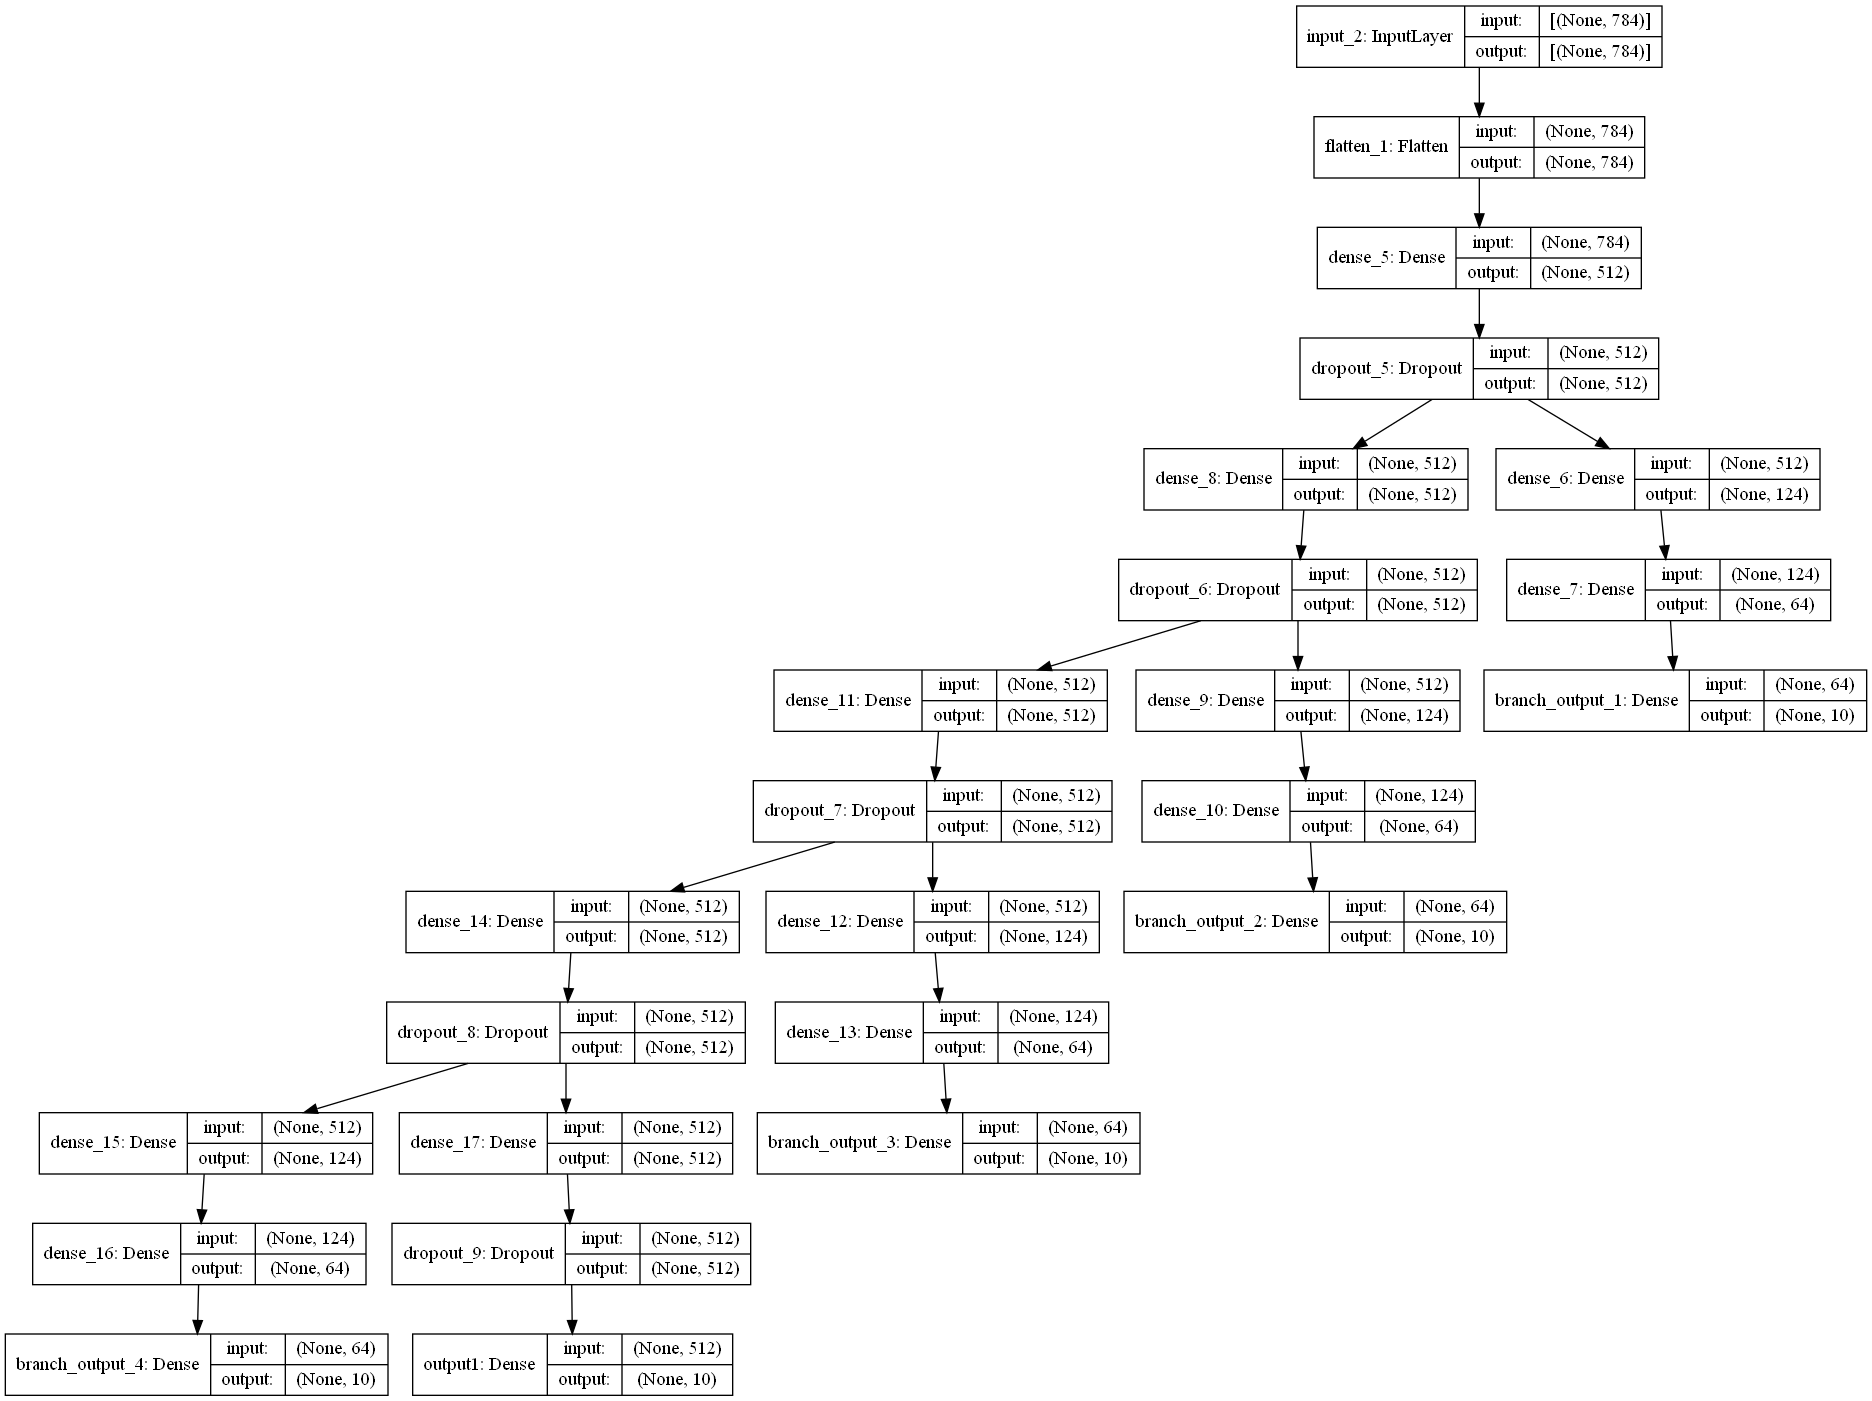 input_2: InputLayer
input: [(None, 784)]
output: [(None, 784)]
flatten_1: Flatten
input: (None, 784)
output: (None, 784)
dense_5: Dense
input: (None, 784)
output: (None, 512)
dropout_5: Dropout
input: (None, 512)
output: (None, 512)
dense_8: Dense
input: (None, 512)
output: (None, 512)
dense_6: Dense
input: (None, 512)
output: (None, 124)
dropout_6: Dropout
input: (None, 512)
output: (None, 512)
dense_7: Dense
input: (None, 124)
output: (None, 64)
dense_11: Dense
input: (None, 512)
output: (None, 512)
dense_9: Dense
input: (None, 512)
output: (None, 124)
branch_output_1: Dense
input: (None, 64)
output: (None, 10)
dropout_7: Dropout
input: (None, 512)
output: (None, 512)
dense_10: Dense
input: (None, 124)
output: (None, 64)
dense_14: Dense
input: (None, 512)
output: (None, 512)
dense_12: Dense
input: (None, 512)
output: (None, 124)
branch_output_2: Dense
input: (None, 64)
output: (None, 10)
dropout_8: Dropout
input: (None, 512)
output: (None, 512)
dense_13: Dense
input: (None, 124)
output: (None, 64)
dense_15: Dense
input: (None, 512)
output: (None, 124)
dense_17: Dense
input: (None, 512)
output: (None, 512)
branch_output_3: Dense
input: (None, 64)
output: (None, 10)
dense_16: Dense
input: (None, 124)
output: (None, 64)
dropout_9: Dropout
input: (None, 512)
output: (None, 512)
branch_output_4: Dense
input: (None, 64)
output: (None, 10)
output1: Dense
input: (None, 512)
output: (None, 10)